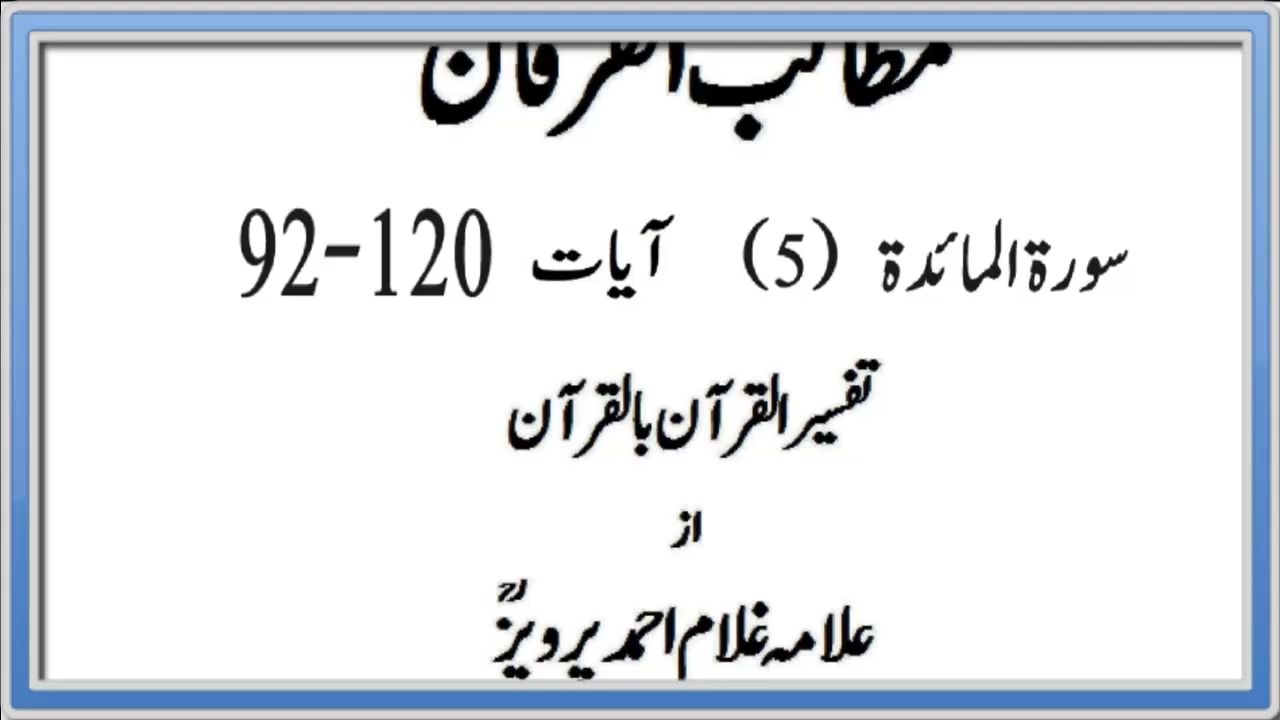 مطالب الفرقان
سورۃ المائدۃ (5) آیات 92-120
تفسیر القرآن بالقرآن
از
علامہ غلام احمد پرویزؒ